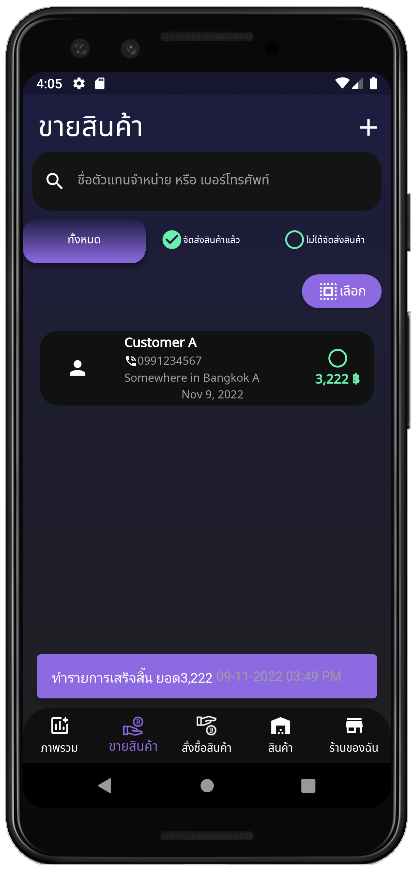 4:05
ขายสินค้า
ชื่อตัวแทนจำหน่าย หรือ เบอร์โทรศัพท์
ทั้งหมด จัดส่งสินค้าแล้ว ไม่ได้จัดส่งสินค้า
เลือก
Customer A
0991234567
Somewhere in Bangkok A
Nov 9, 2022
3,222 ฿
ทำรายการเสร็จสิ้น ยอด3,222 09-11-2022 03:49 PM
ภาพรวม ขายสินค้า สั่งซื้อสินค้า สินค้า ร้านของฉัน